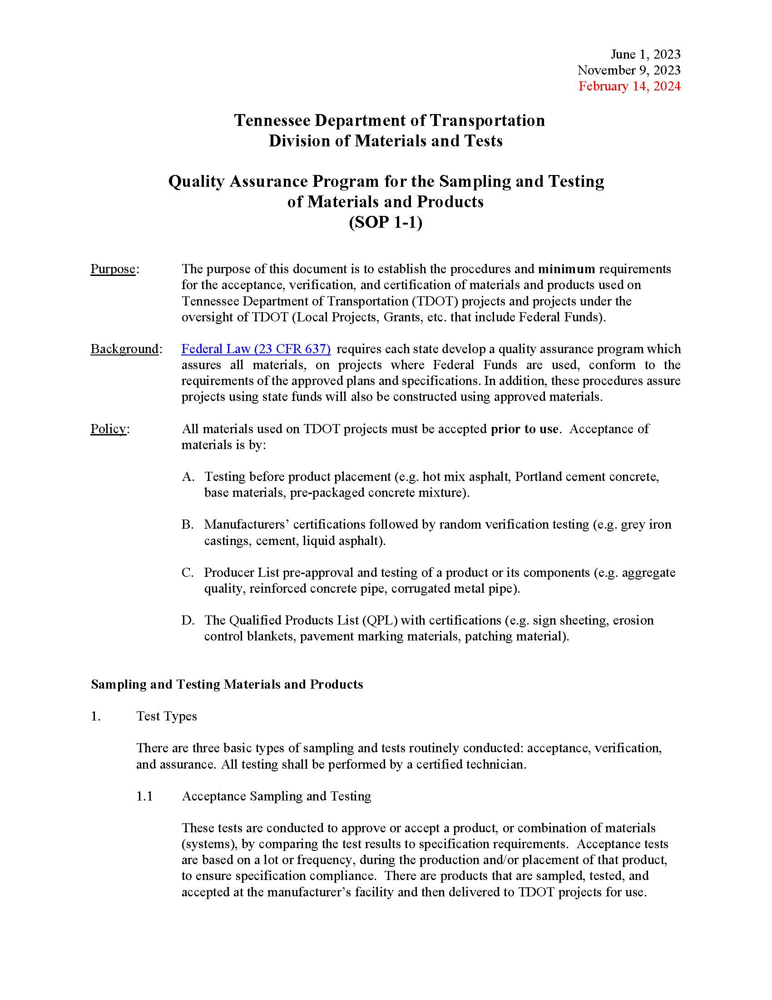 June 1, 2023
November 9, 2023
February 14, 2024
Tennessee Department of Transportation
Division of Materials and Tests
Quality Assurance Program for the Sampling and Testing
of Materials and Products
(SOP 1-1)
Purpose: The purpose of this document is to establish the procedures and minimum requirements
for the acceptance, verification, and certification of materials and products used on
Tennessee Department of Transportation (TDOT) projects and projects under the
oversight of TDOT (Local Projects, Grants, etc. that include Federal Funds).
Background: Federal Law (23 CFR 637) requires each state develop a quality assurance program which
assures all materials, on projects where Federal Funds are used, conform to the
requirements of the approved plans and specifications. In addition, these procedures assure
projects using state funds will also be constructed using approved materials.
Policy: All materials used on TDOT projects must be accepted prior to use. Acceptance of
materials is by:
A. Testing before product placement (e.g. hot mix asphalt, Portland cement concrete,
base materials, pre-packaged concrete mixture).
B. Manufacturers’ certifications followed by random verification testing (e.g. grey iron
castings, cement, liquid asphalt).
C. Producer List pre-approval and testing of a product or its components (e.g. aggregate
quality, reinforced concrete pipe, corrugated metal pipe).
D. The Qualified Products List (QPL) with certifications (e.g. sign sheeting, erosion
control blankets, pavement marking materials, patching material).
Sampling and Testing Materials and Products
1. Test Types
There are three basic types of sampling and tests routinely conducted: acceptance, verification,
and assurance. All testing shall be performed by a certified technician.
1.1 Acceptance Sampling and Testing
These tests are conducted to approve or accept a product, or combination of materials
(systems), by comparing the test results to specification requirements. Acceptance tests
are based on a lot or frequency, during the production and/or placement of that product,
to ensure specification compliance. There are products that are sampled, tested, and
accepted at the manufacturer’s facility and then delivered to TDOT projects for use.